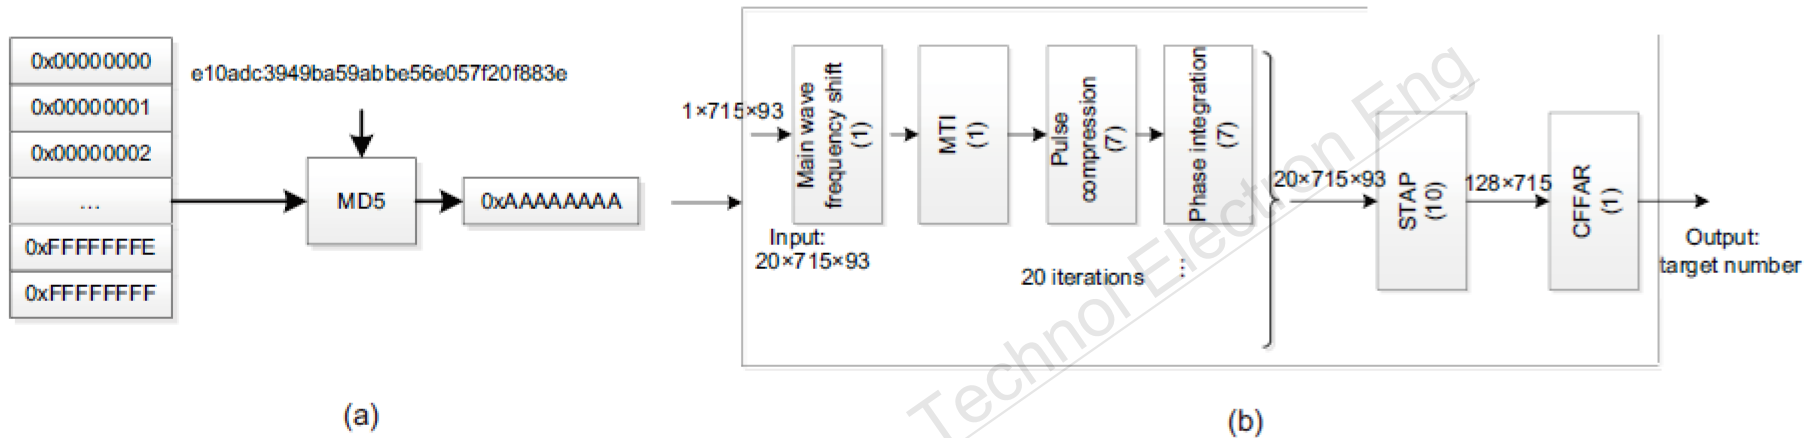 0x00000000
0x00000001
0x00000002
...
0xFFFFFFFE
0xFFFFFFFF
e10adc3949ba59abbe56e057f20f883e
MD5
0xAAAAAAAA
(a)
1×715×93
Main wave
frequency shift
(1)
MTI
(1)
Pulse
compression
(7)
Phase integration
(7)
Input:
20×715×93
20 iterations
...
20×715×93
STAP
(10)
128×715
CFFAR
(1)
Output:
target number
(b)
Technol Electron Eng